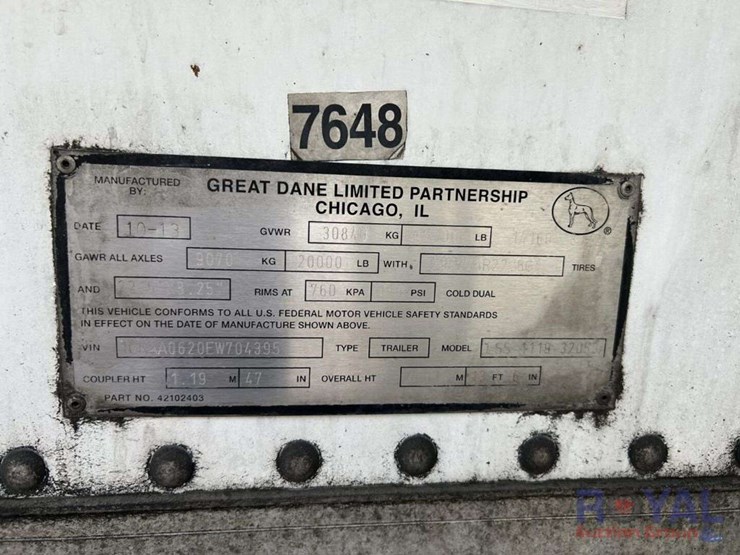 7648
MANUFACTURED BY: GREAT DANE LIMITED PARTNERSHIP
CHICAGO, IL
®
DATE 10-13 GVWR KG LB
GAWR ALL AXLES 9070 KG 20000 LB WITH TIRES
AND RIMS AT 760 KPA PSI COLD DUAL
THIS VEHICLE CONFORMS TO ALL U.S. FEDERAL MOTOR VEHICLE SAFETY STANDARDS
IN EFFECT ON THE DATE OF MANUFACTURE SHOWN ABOVE.
VIN TYPE TRAILER MODEL
COUPLER HT 1.19 M 47 IN OVERALL HT M FT IN
PART NO. 42102403